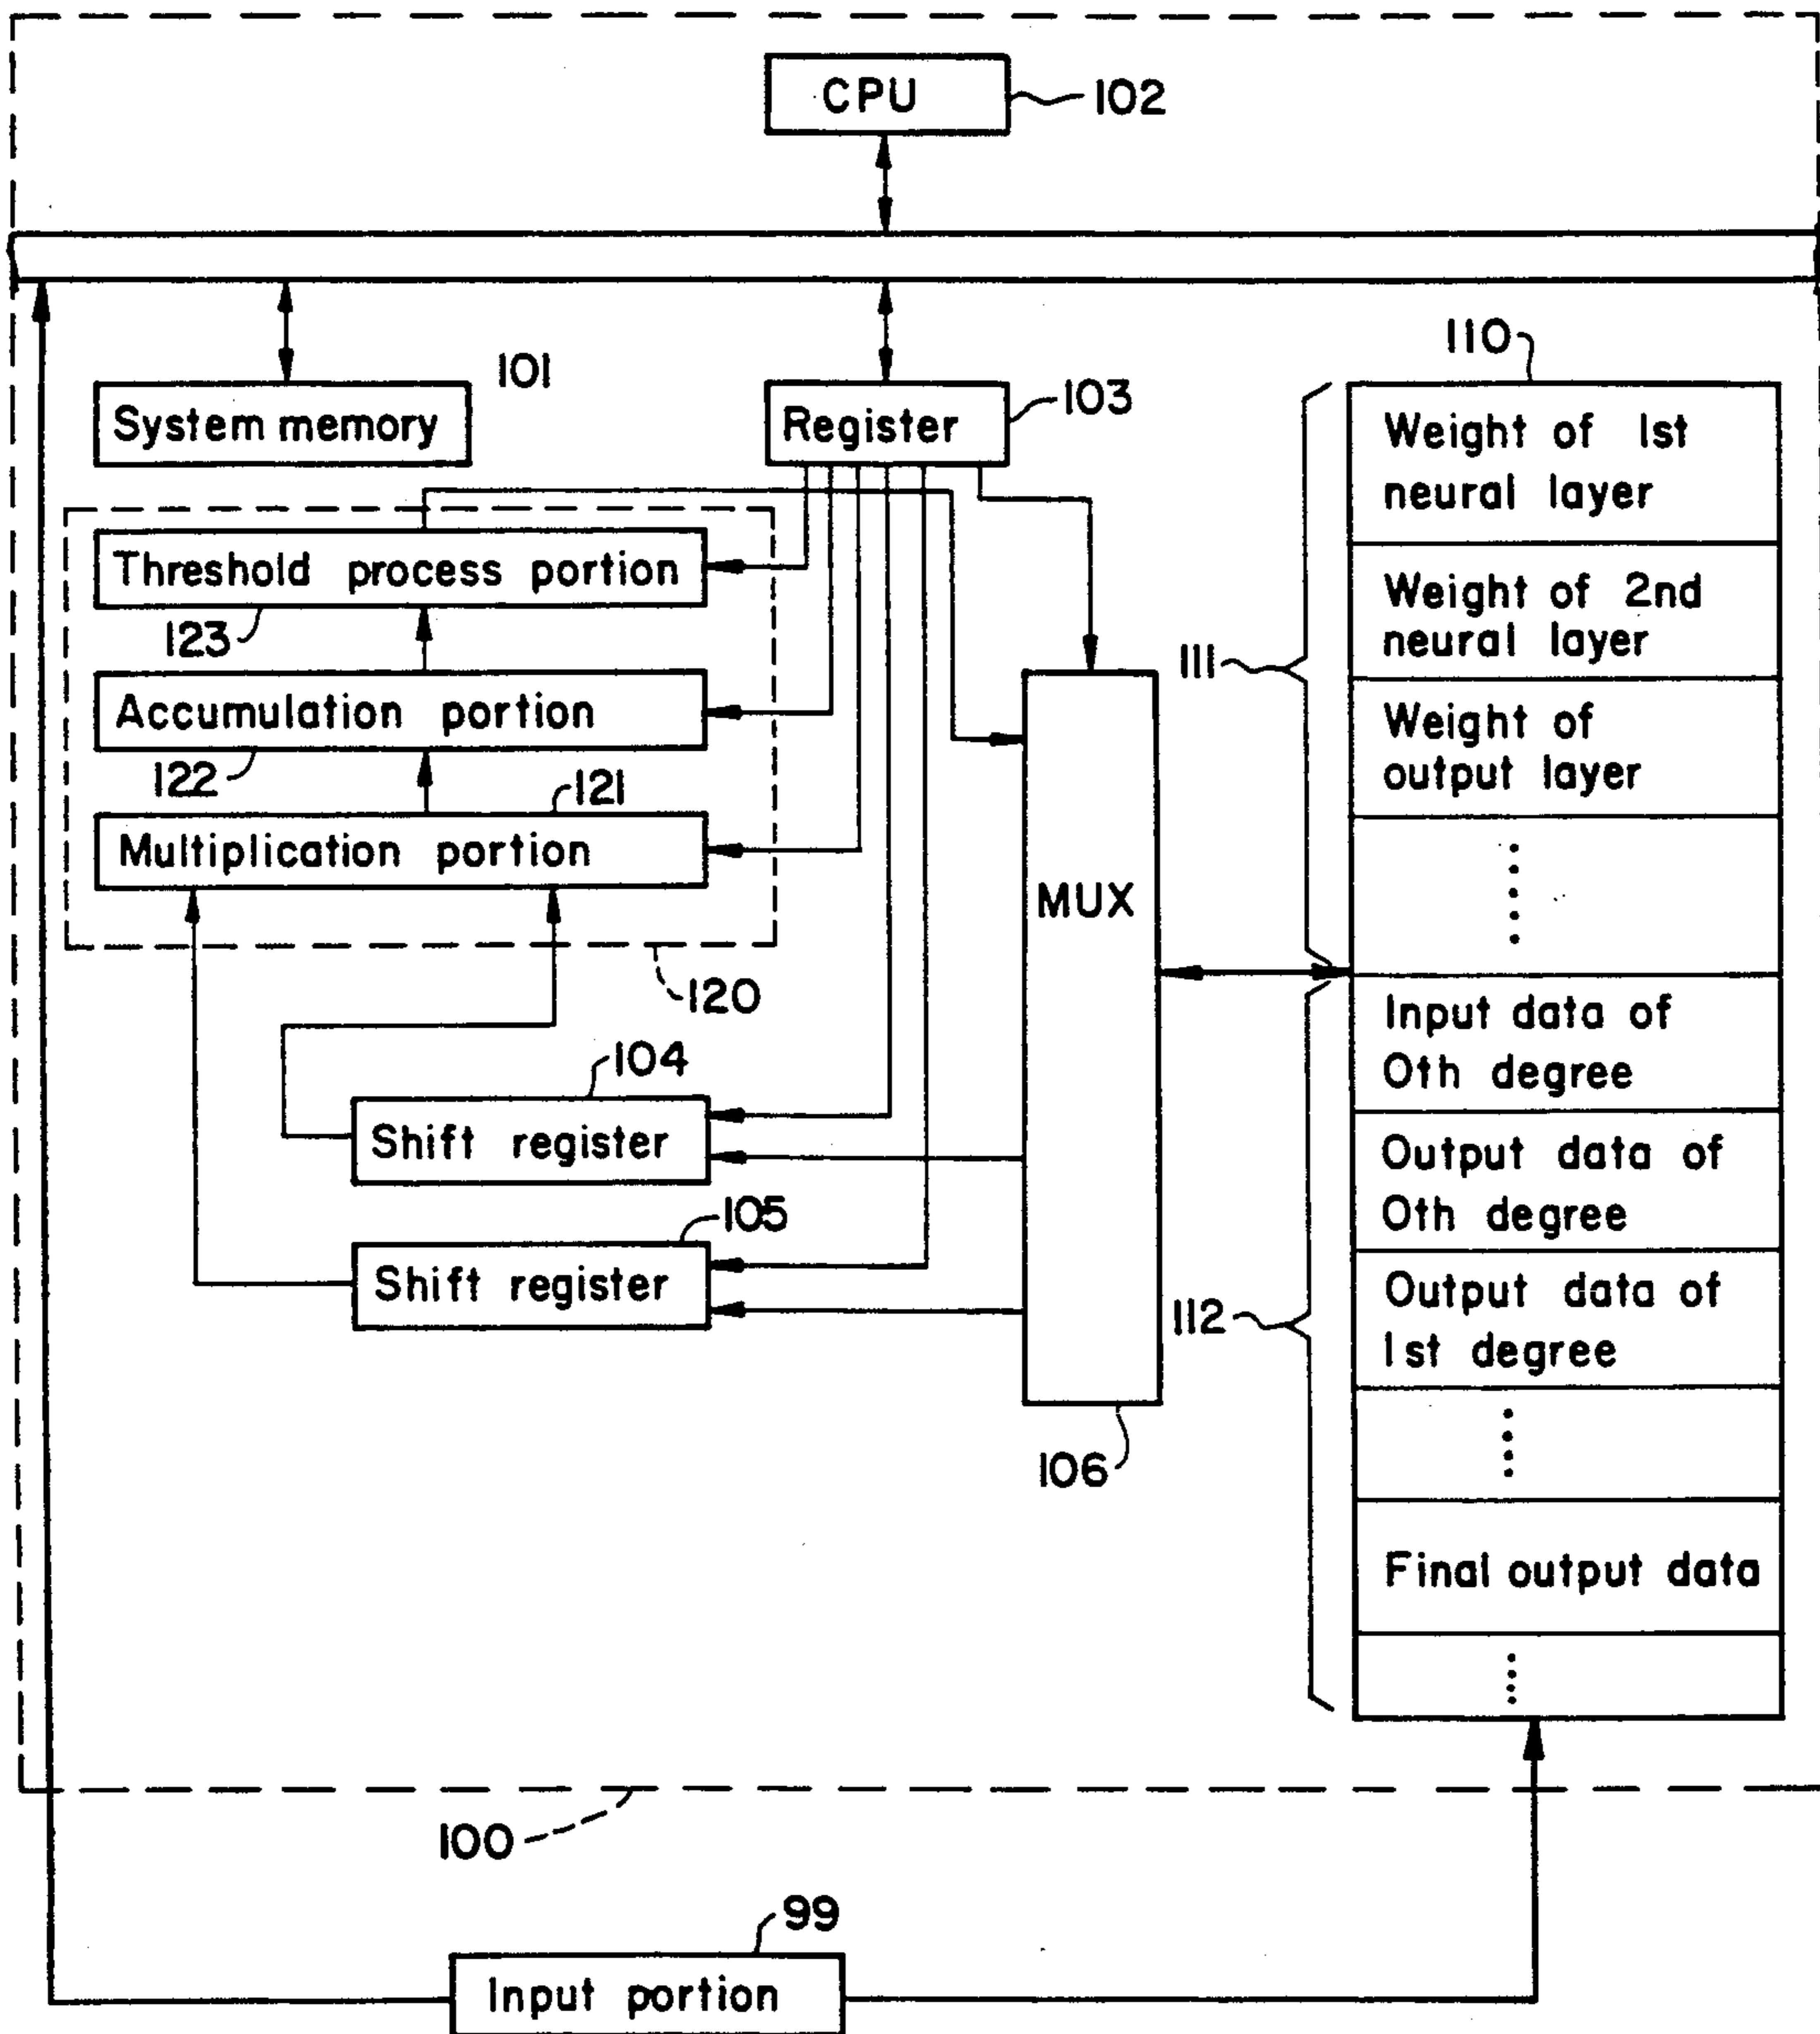 CPU
102
101
System memory
Register
103
110
Weight of 1st
neural layer
Weight of 2nd
neural layer
Weight of
output layer
111
Threshold process portion
123
Accumulation portion
122
121
Multiplication portion
120
MUX
106
104
Shift register
105
Shift register
Input data of
0th degree
Output data of
0th degree
Output data of
1st degree
112
Final output data
100
99
Input portion